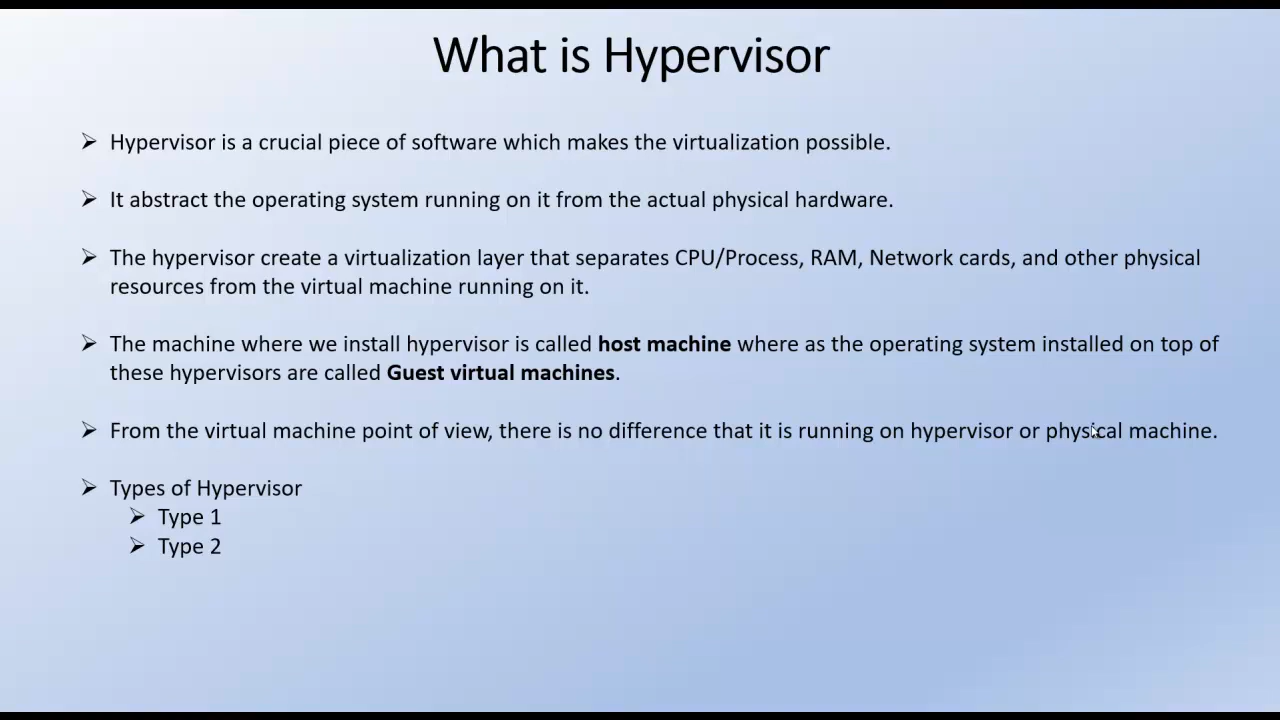 What is Hypervisor
➢ Hypervisor is a crucial piece of software which makes the virtualization possible.
➢ It abstract the operating system running on it from the actual physical hardware.
➢ The hypervisor create a virtualization layer that separates CPU/Process, RAM, Network cards, and other physical
resources from the virtual machine running on it.
➢ The machine where we install hypervisor is called host machine where as the operating system installed on top of
these hypervisors are called Guest virtual machines.
➢ From the virtual machine point of view, there is no difference that it is running on hypervisor or physical machine.
➢ Types of Hypervisor
➢ Type 1
➢ Type 2